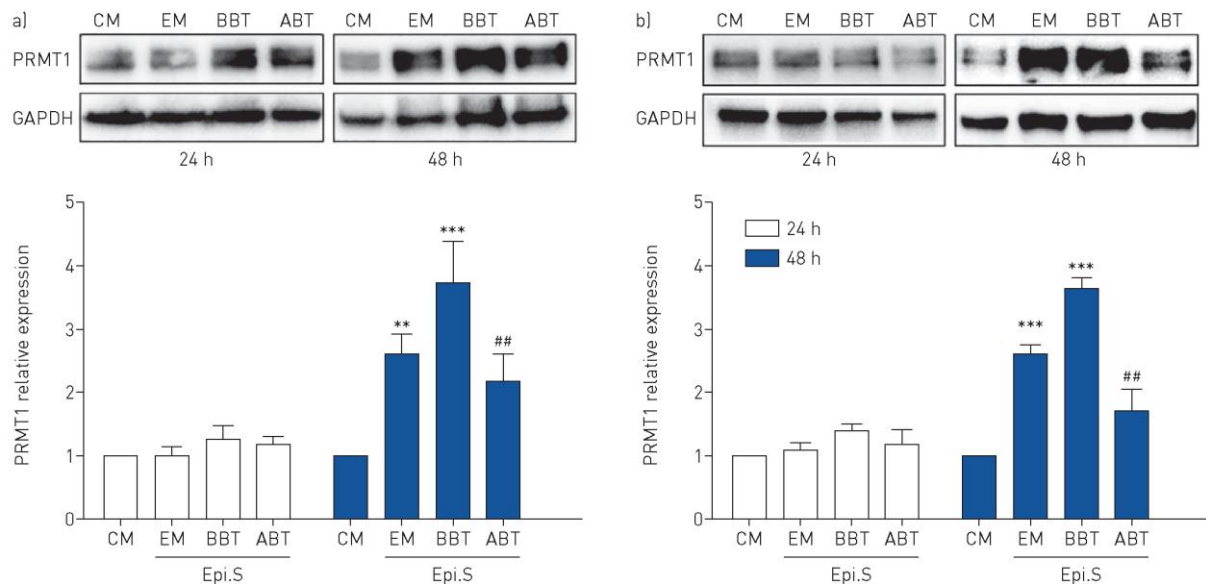 a)
CM EM BBT ABT CM EM BBT ABT
PRMT1
GAPDH
24 h 48 h
5
4
3
2
1
0
PRMT1 relative expression
** *** ##
CM EM BBT ABT CM EM BBT ABT
Epi.S Epi.S
b)
CM EM BBT ABT CM EM BBT ABT
PRMT1
GAPDH
24 h 48 h
5
4
3
2
1
0
PRMT1 relative expression
24 h
48 h
*** *** ##
CM EM BBT ABT CM EM BBT ABT
Epi.S Epi.S